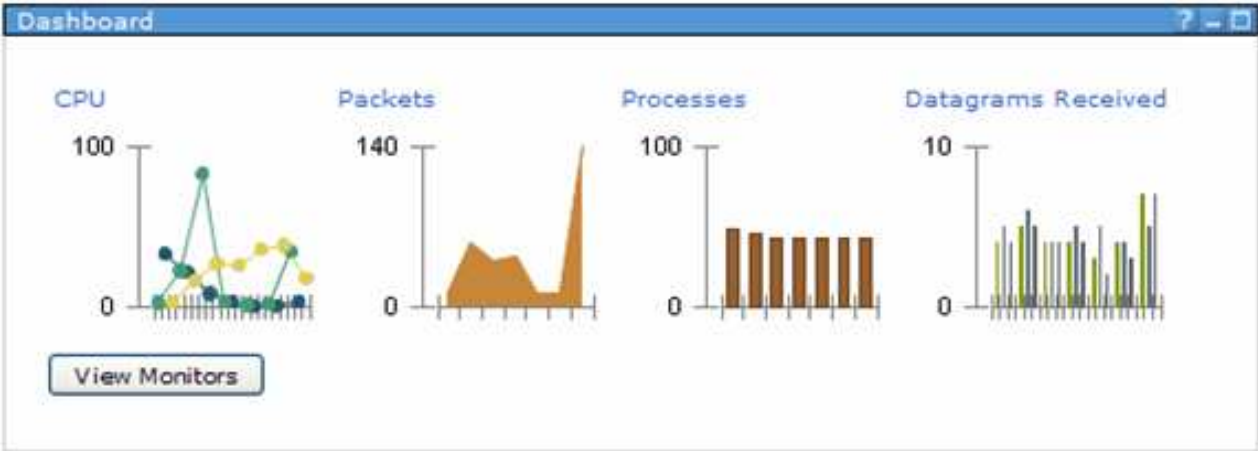 Dashboard ?
CPU
Packets
Processes
Datagrams Received
100
0
140
0
100
0
10
0
View Monitors